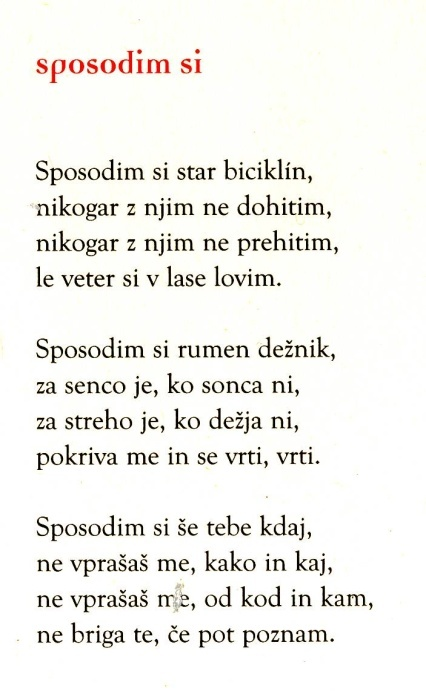 sposodim si
Sposodim si star biciklín,
nikogar z njim ne dohitim,
nikogar z njim ne prehitim,
le veter si v lase lovim.
Sposodim si rumen dežnik,
za senco je, ko sonca ni,
za streho je, ko dežja ni,
pokriva me in se vrti, vrti.
Sposodim si še tebe kdaj,
ne vprašaš me, kako in kaj,
ne vprašaš me, od kod in kam,
ne briga te, če pot poznam.